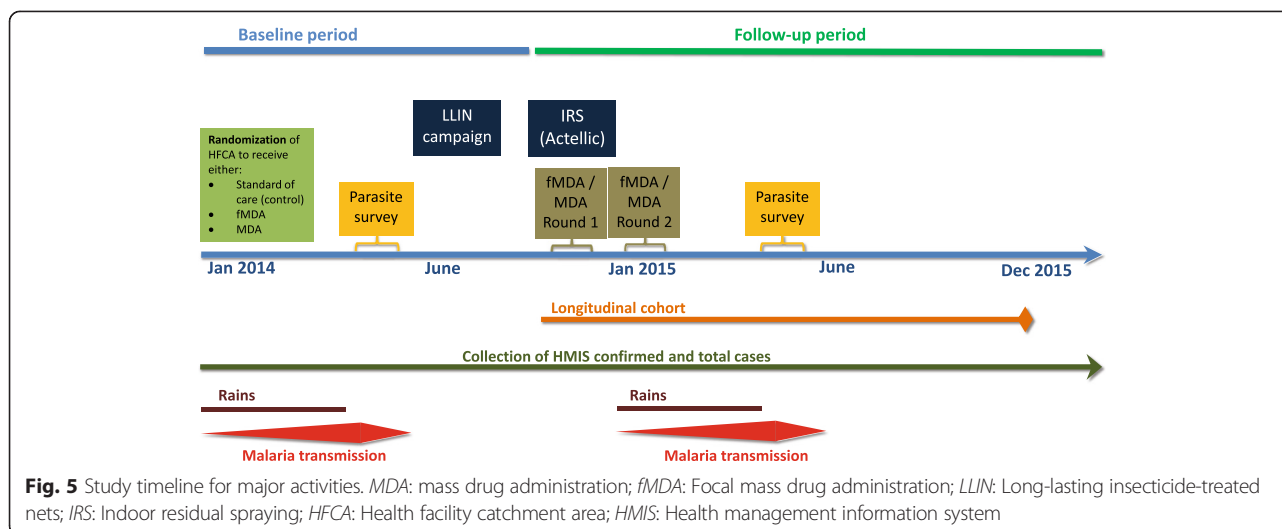 Baseline period
Follow-up period
Randomization of
HFCA to receive
either:
• Standard of
care (control)
• fMDA
• MDA
Parasite
survey
LLIN
campaign
IRS
(Actellic)
fMDA /
MDA
Round 1
fMDA /
MDA
Round 2
Parasite
survey
Jan 2014
June
Jan 2015
June
Dec 2015
Longitudinal cohort
Collection of HMIS confirmed and total cases
Rains
Rains
Malaria transmission
Malaria transmission
Fig. 5 Study timeline for major activities. MDA: mass drug administration; fMDA: Focal mass drug administration; LLIN: Long-lasting insecticide-treated
nets; IRS: Indoor residual spraying; HFCA: Health facility catchment area; HMIS: Health management information system